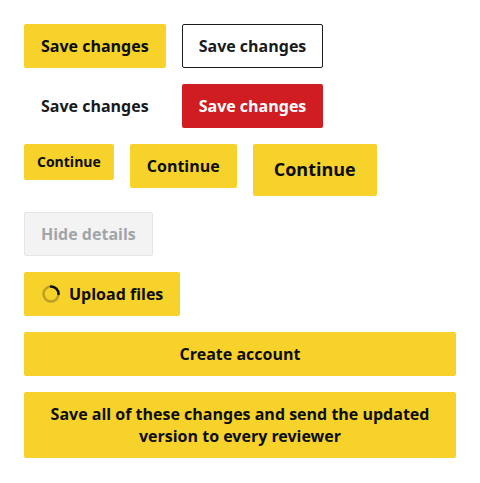 Save changes
Save changes
Save changes
Save changes
Continue
Continue
Continue
Hide details
Upload files
Create account
Save all of these changes and send the updated
version to every reviewer